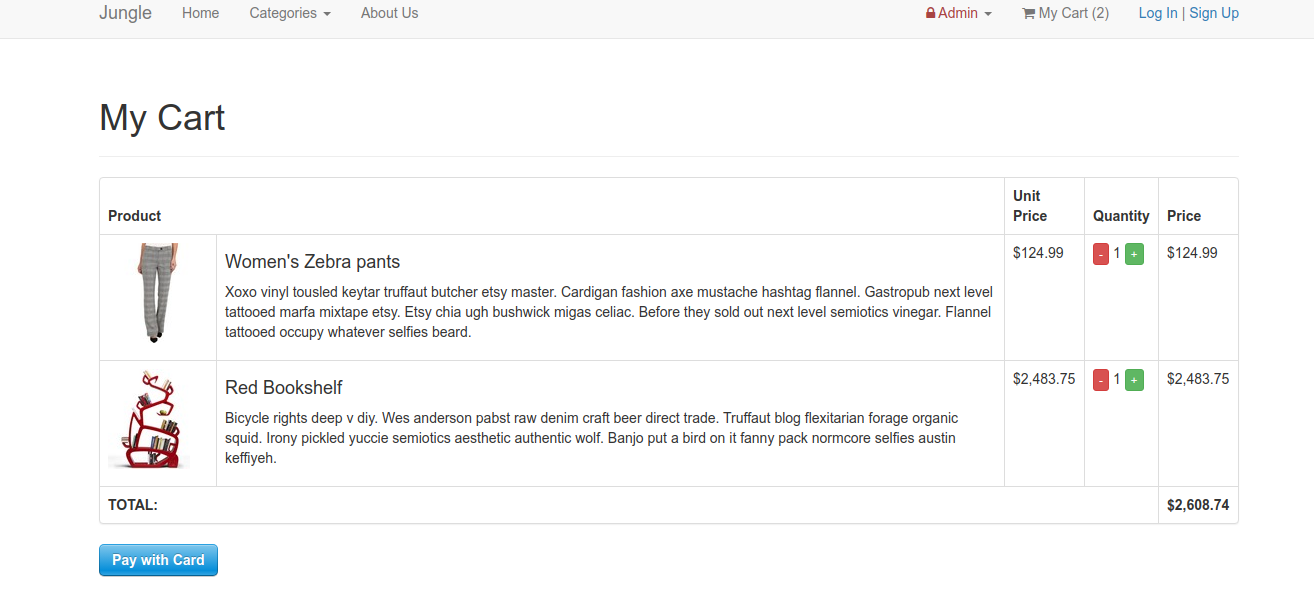 Jungle Home Categories About Us Admin My Cart (2) Log In | Sign Up
My Cart
Product Unit Price Quantity Price
Women's Zebra pants $124.99 - 1 + $124.99
Xoxo vinyl tousled keytar truffaut butcher etsy master. Cardigan fashion axe mustache hashtag flannel. Gastropub next level
tattooed marfa mixtape etsy. Etsy chia ugh bushwick migas celiac. Before they sold out next level semiotics vinegar. Flannel
tattooed occupy whatever selfies beard.
Red Bookshelf $2,483.75 - 1 + $2,483.75
Bicycle rights deep v diy. Wes anderson pabst raw denim craft beer direct trade. Truffaut blog flexitarian forage organic
squid. Irony pickled yuccie semiotics aesthetic authentic wolf. Banjo put a bird on it fanny pack normcore selfies austin
keffiyeh.
TOTAL: $2,608.74
Pay with Card